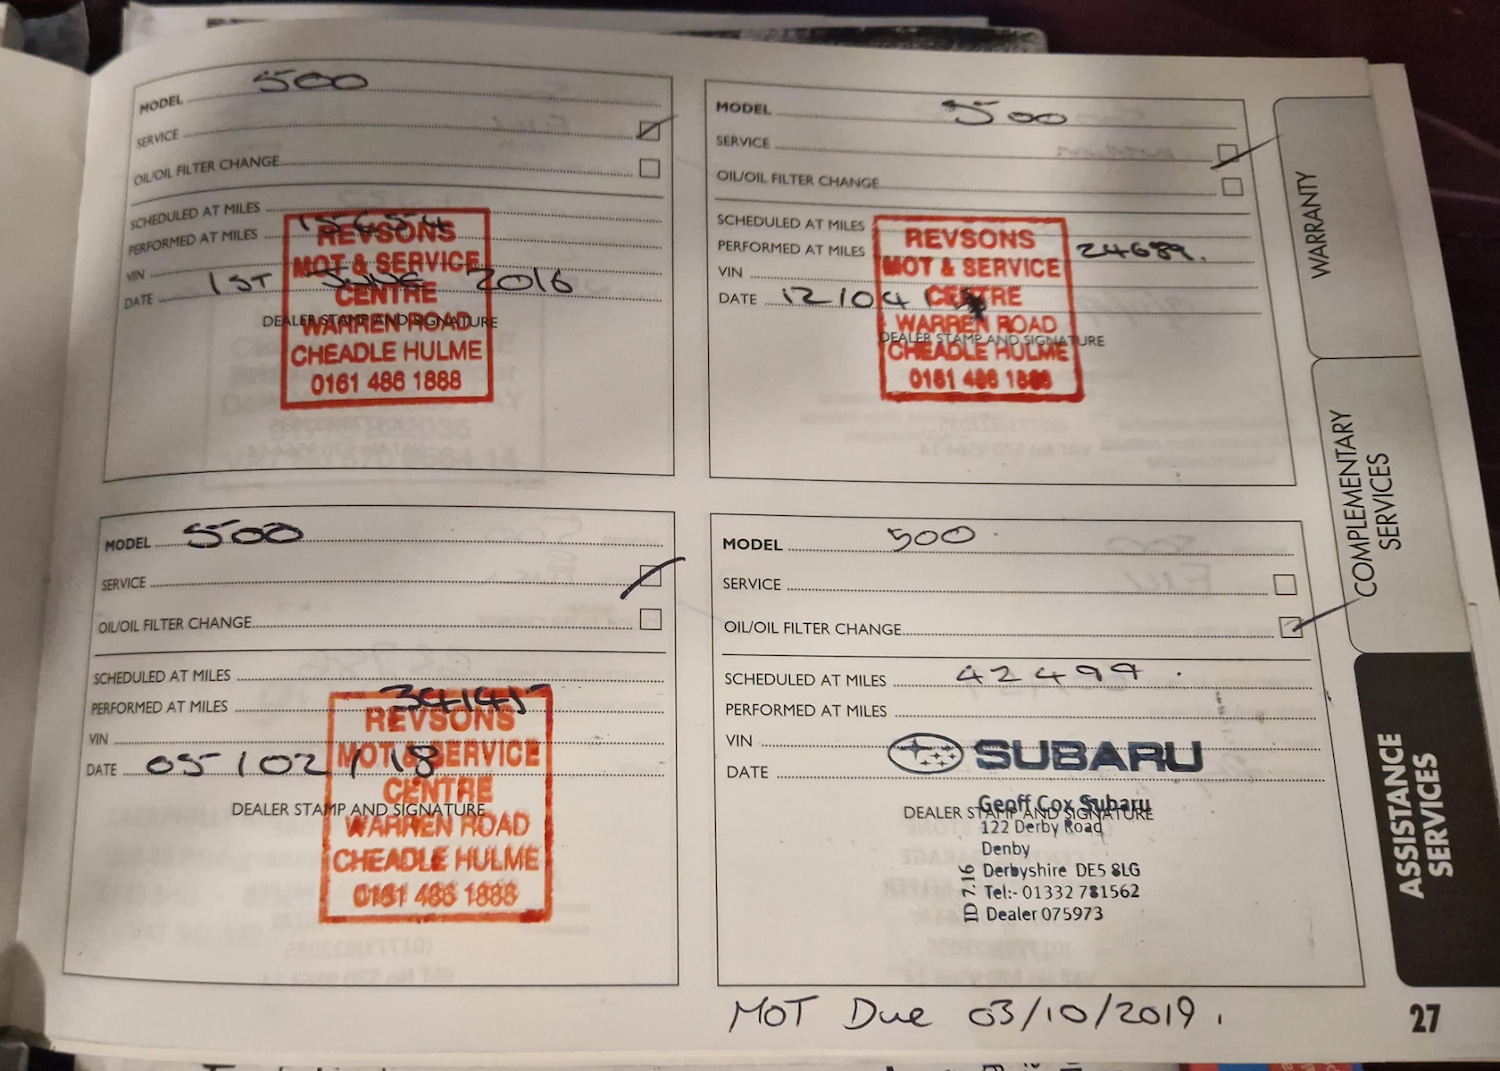 MODEL 500
SERVICE
OIL/OIL FILTER CHANGE
SCHEDULED AT MILES
PERFORMED AT MILES 15654
VIN
DATE 1ST June 2016
DEALER STAMP AND SIGNATURE
REVSONS
MOT & SERVICE
CENTRE
WARREN ROAD
CHEADLE HULME
0161 486 1888
MODEL 500
SERVICE
OIL/OIL FILTER CHANGE
SCHEDULED AT MILES
PERFORMED AT MILES 24689.
VIN
DATE 12/04/
DEALER STAMP AND SIGNATURE
REVSONS
MOT & SERVICE
CENTRE
WARREN ROAD
CHEADLE HULME
0161 486 1888
MODEL 500
SERVICE
OIL/OIL FILTER CHANGE
SCHEDULED AT MILES
PERFORMED AT MILES 34145
VIN
DATE 05/02/18
DEALER STAMP AND SIGNATURE
REVSONS
MOT & SERVICE
CENTRE
WARREN ROAD
CHEADLE HULME
0161 486 1888
MODEL 500.
SERVICE
OIL/OIL FILTER CHANGE
SCHEDULED AT MILES 42499.
PERFORMED AT MILES
VIN
DATE
SUBARU
DEALER STAMP AND SIGNATURE
Geoff Cox Subaru
122 Derby Road
Denby
Derbyshire DE5 8LG
Tel:- 01332 781562
Dealer 075973
ID 7.16
MOT Due 03/10/2019.
WARRANTY
COMPLEMENTARY
SERVICES
ASSISTANCE
SERVICES
27